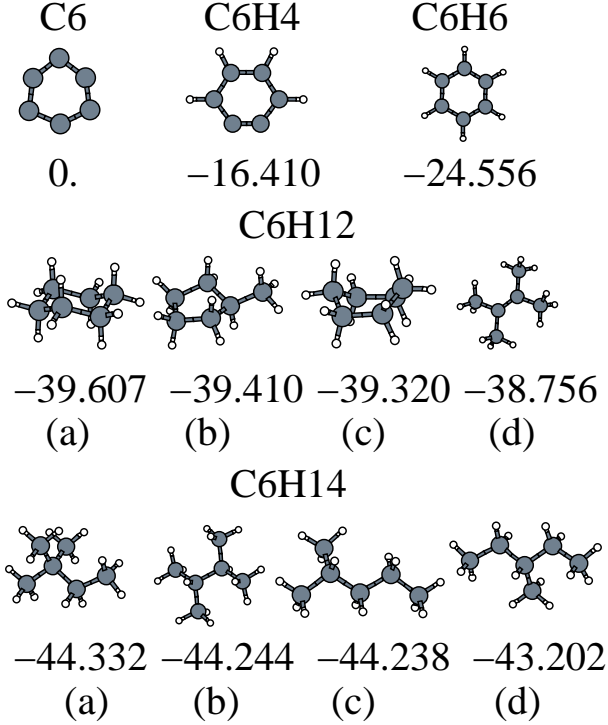 C6 C6H4 C6H6
0. −16.410 −24.556
C6H12
−39.607 −39.410 −39.320 −38.756
(a) (b) (c) (d)
C6H14
−44.332 −44.244 −44.238 −43.202
(a) (b) (c) (d)